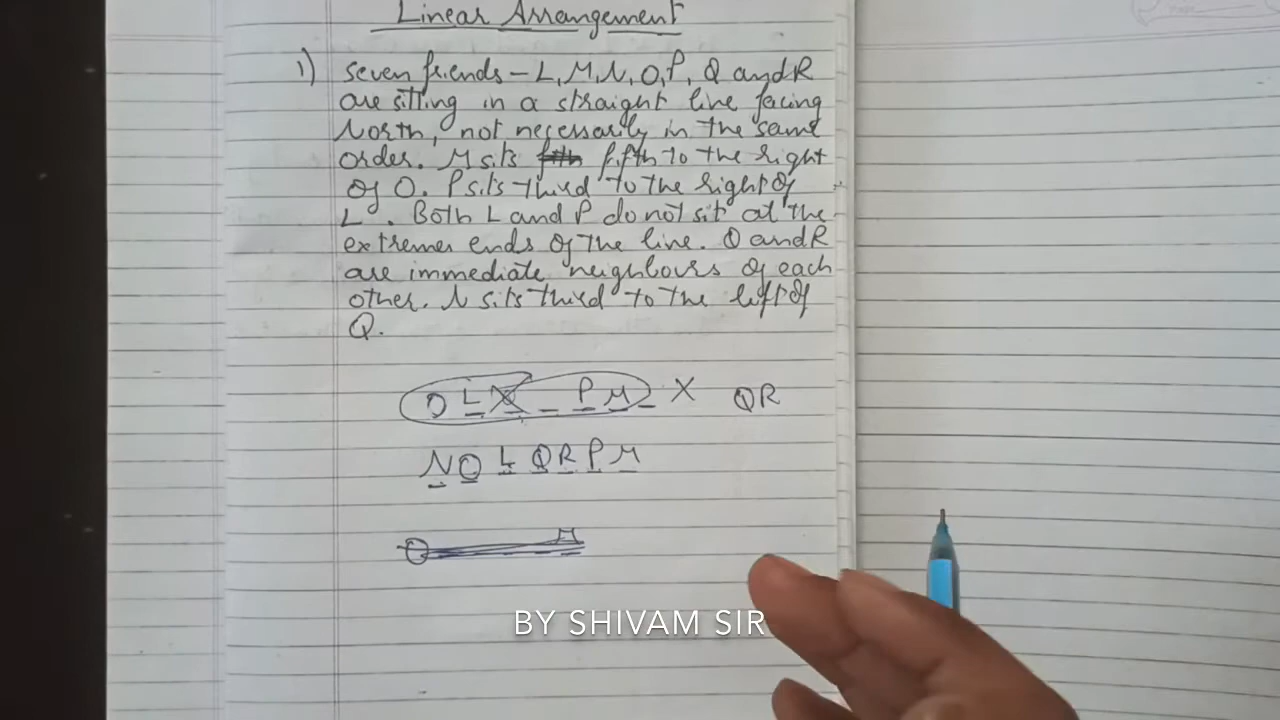 Linear Arrangement
1) Seven friends - L, M, N, O, P, Q and R
are sitting in a straight line facing
North, not necessarily in the same
order. M sits fifth to the right
of O. P sits third to the right of
L. Both L and P do not sit at the
extreme ends of the line. Q and R
are immediate neighbours of each
other. N sits third to the left of
Q.
O L P M X QR
N O L Q R P M
O M
BY SHIVAM SIR